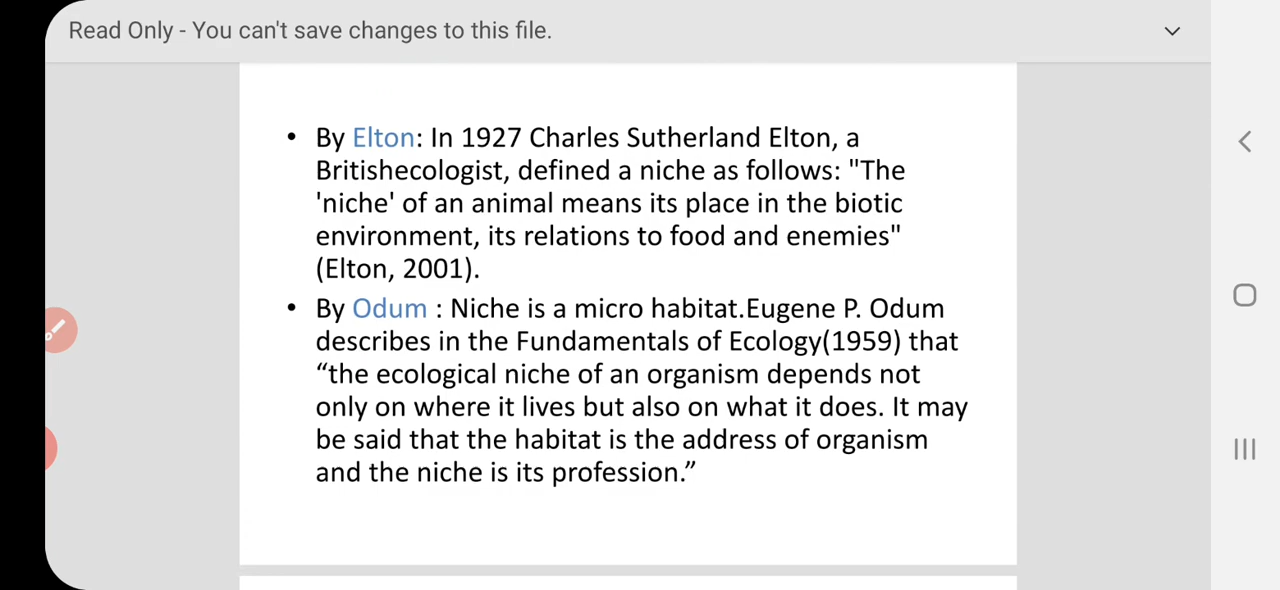 Read Only - You can't save changes to this file.
• By Elton: In 1927 Charles Sutherland Elton, a
Britishecologist, defined a niche as follows: "The
'niche' of an animal means its place in the biotic
environment, its relations to food and enemies"
(Elton, 2001).
• By Odum : Niche is a micro habitat.Eugene P. Odum
describes in the Fundamentals of Ecology(1959) that
“the ecological niche of an organism depends not
only on where it lives but also on what it does. It may
be said that the habitat is the address of organism
and the niche is its profession.”